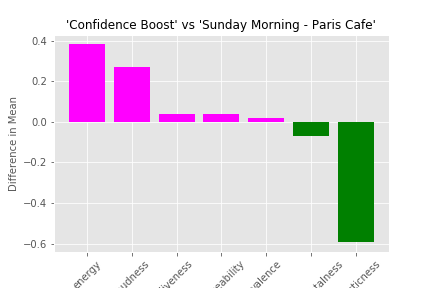 'Confidence Boost' vs 'Sunday Morning - Paris Cafe'
Difference in Mean
0.4
0.2
0.0
−0.2
−0.4
−0.6
energy
udness
iveness
eability
valence
talness
ticness